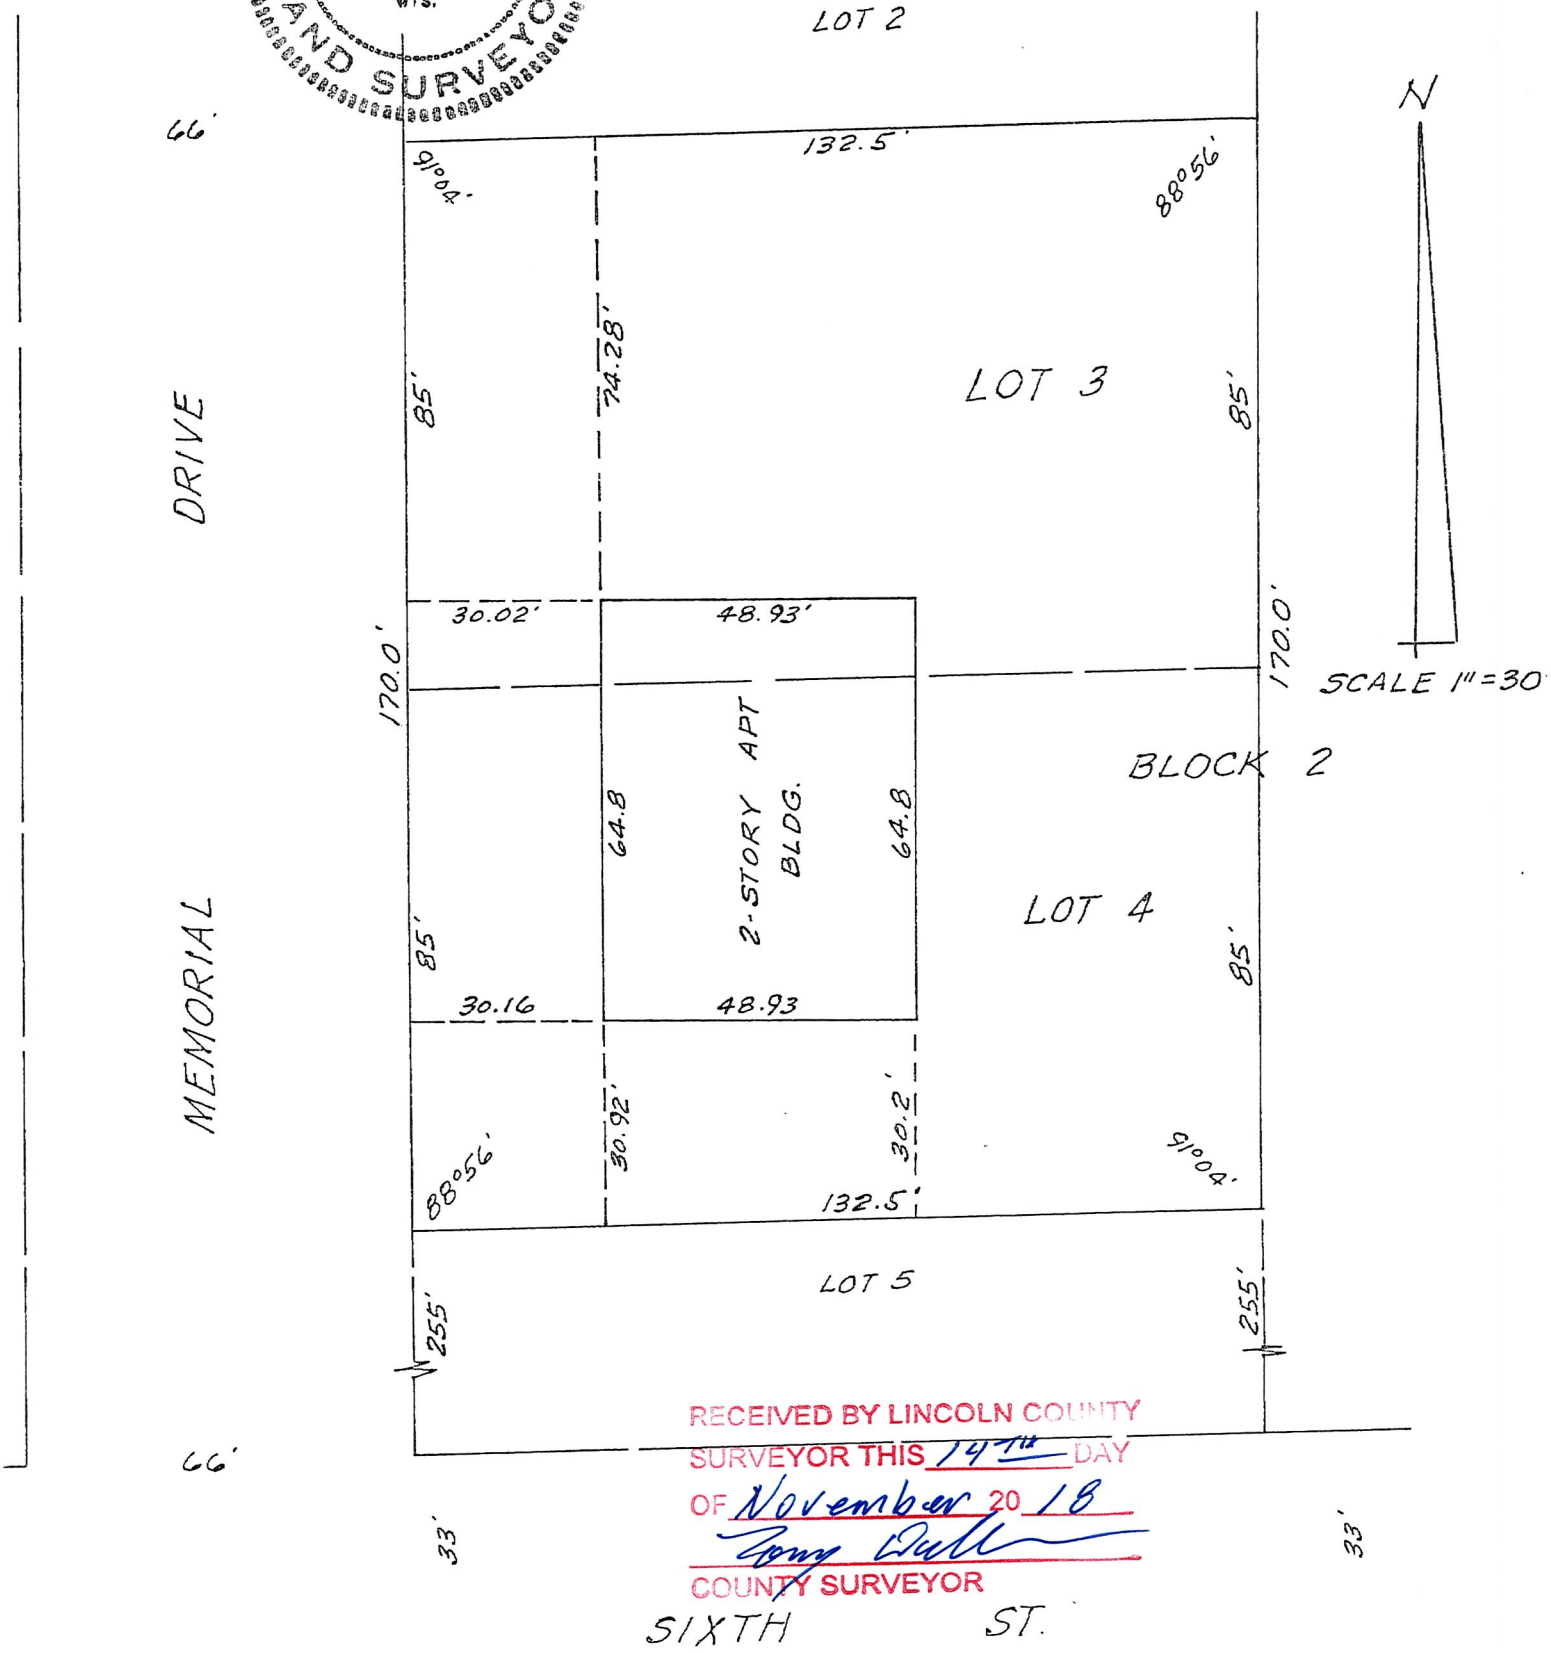 WIS.
LAND SURVEYO
LOT 2
66'
132.5'
91°04'
88°56'
N
74.28'
85'
LOT 3
85'
DRIVE
30.02'
48.93'
170.0'
170.0'
SCALE 1"=30'
BLOCK 2
2-STORY APT
BLDG.
64.8
64.8
LOT 4
85'
85'
MEMORIAL
30.16
48.93
30.92'
30.2'
88°56'
91°04'
132.5'
LOT 5
255'
255'
66'
RECEIVED BY LINCOLN COUNTY
SURVEYOR THIS 14TH DAY
OF November 20 18
COUNTY SURVEYOR
33'
33'
SIXTH ST.